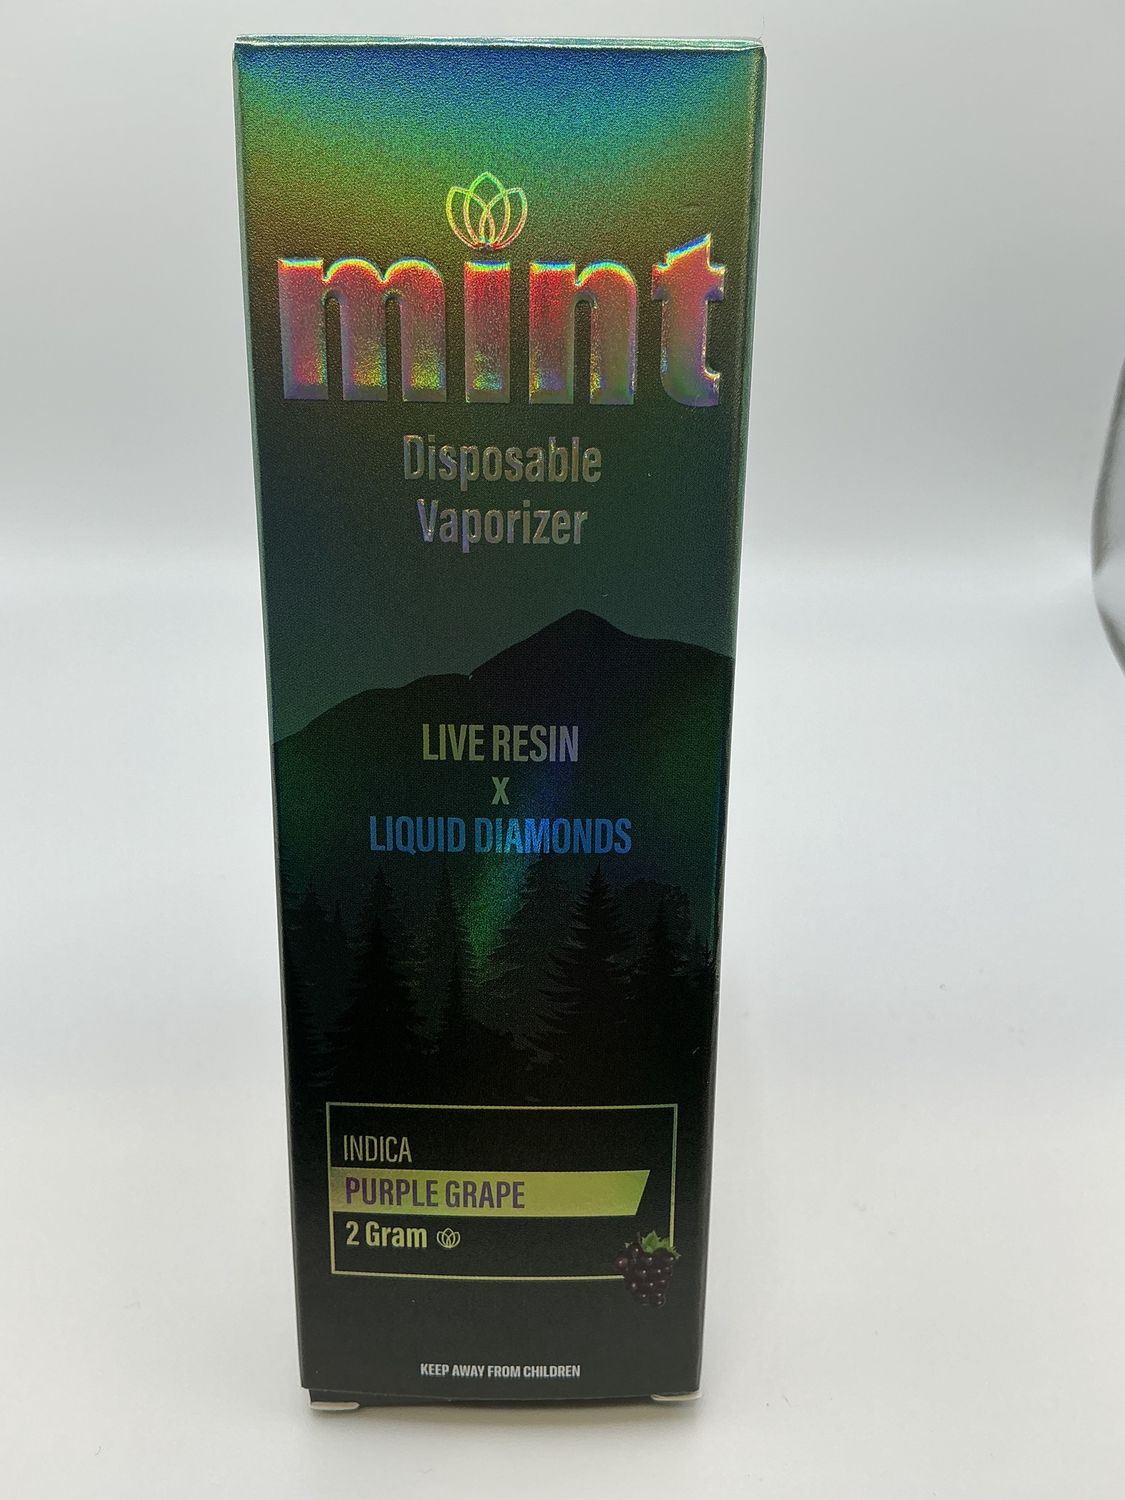 mint
Disposable
Vaporizer
LIVE RESIN
X
LIQUID DIAMONDS
INDICA
PURPLE GRAPE
2 Gram
KEEP AWAY FROM CHILDREN